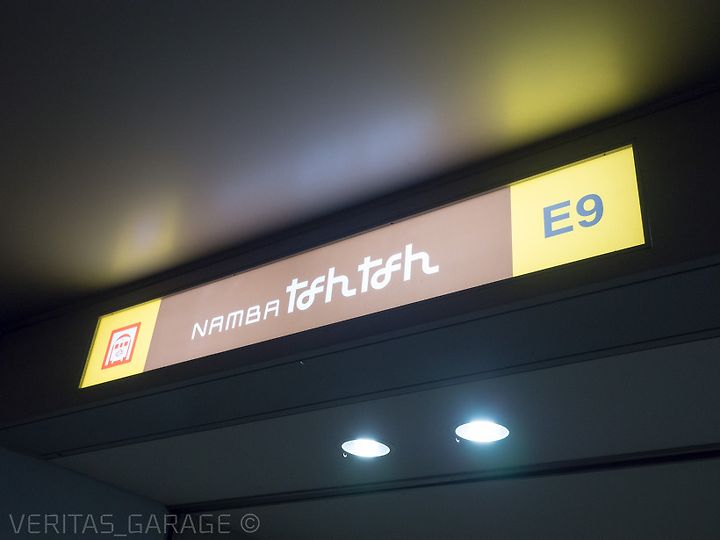 NAMBA なんなん E9
VERITAS_GARAGE ©